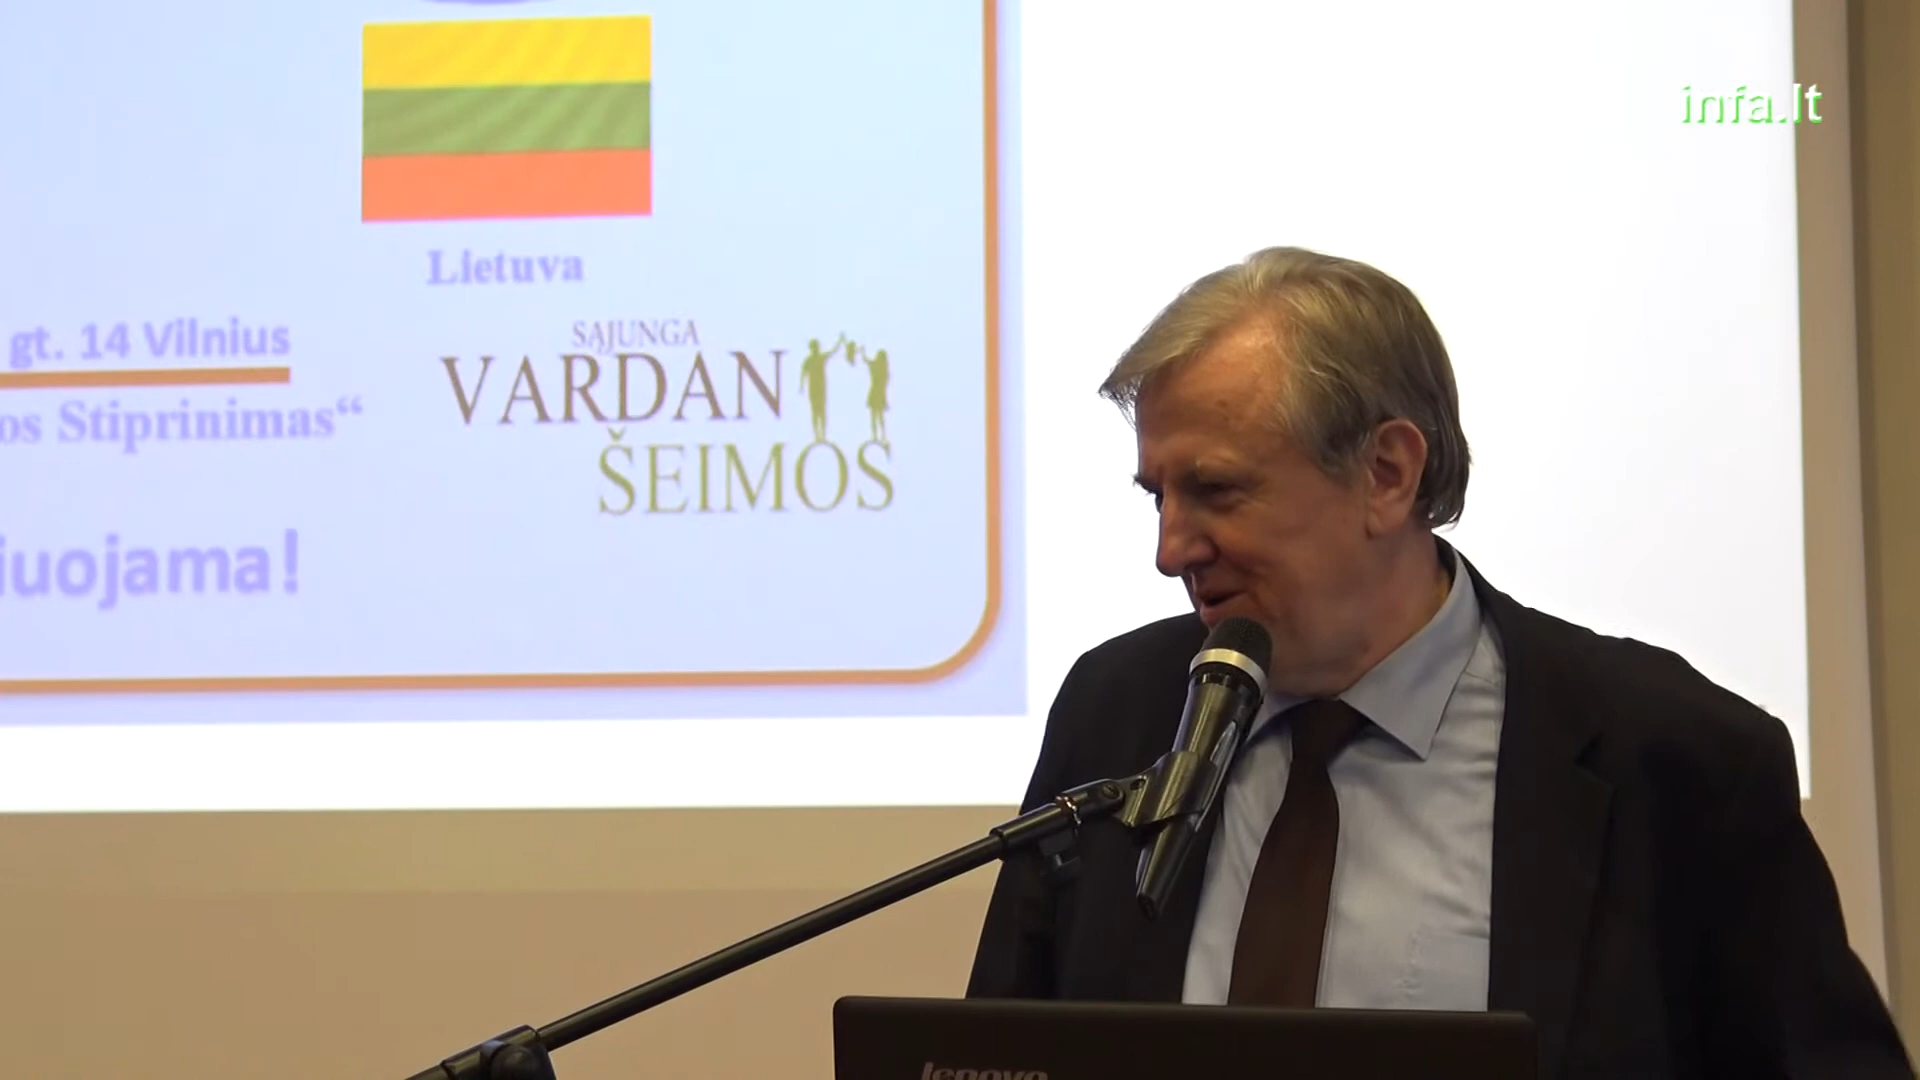 infa.lt
Lietuva
gt. 14 Vilnius
os Stiprinimas“
SĄJUNGA
VARDAN
ŠEIMOS
iuojama!
lenovo